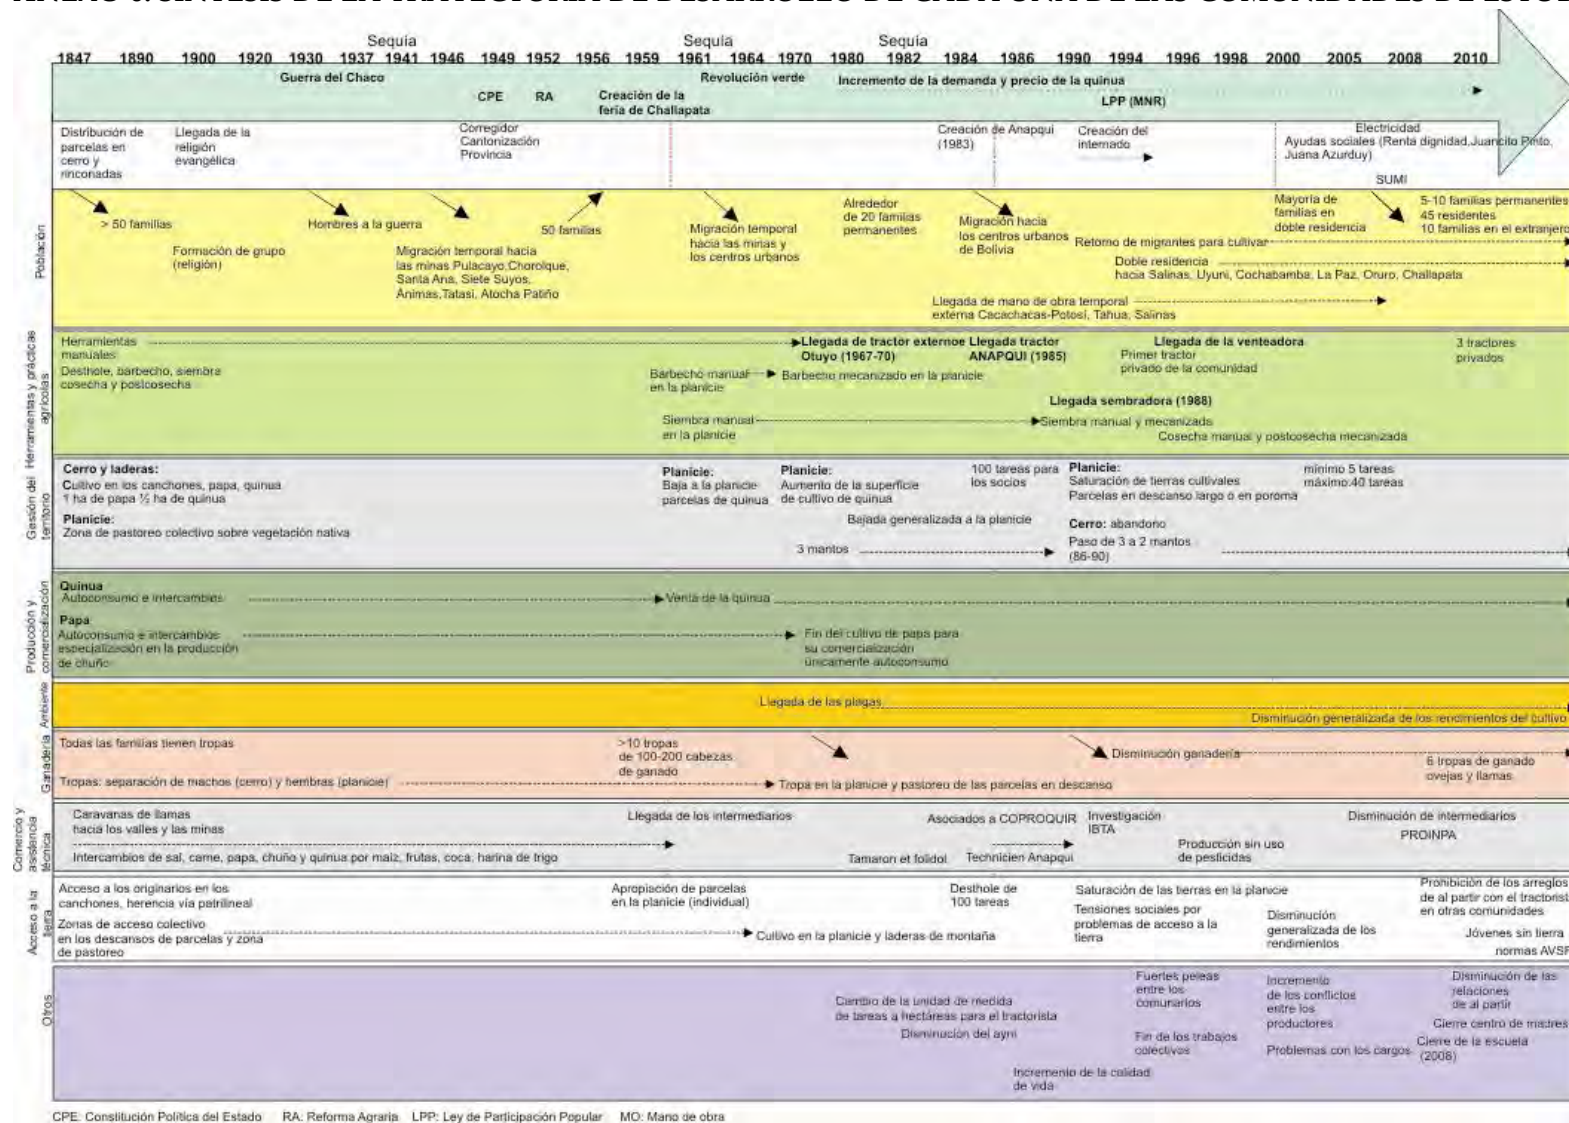 ANEXO 6. SÍNTESIS DE LA TRAYECTORIA DE DESARROLLO DE CADA UNA DE LAS COMUNIDADES DE
Sequía Sequía Sequía
1847 1890 1900 1920 1930 1937 1941 1946 1949 1952 1956 1959 1961 1964 1970 1980 1982 1984 1986 1990 1994 1996 1998 2000 2005 2008 2010
Guerra del Chaco
CPE
RA
Creación de la
feria de Challapata
Revolución verde
Incremento de la demanda y precio de la quinua
LPP (MNR)
Distribución de
parcelas en
cerro y
rinconadas
Llegada de la
religión
evangélica
Corregidor
Cantonización
Provincia
Creación de Anapqui
(1983)
Creación del
internado
Electricidad
Ayudas sociales (Renta dignidad,Juancito Pinto,
Juana Azurduy)
SUMI
Población
> 50 familias
Formación de grupo
(religión)
Hombres a la guerra
Migración temporal hacia
las minas Pulacayo,Chorolque,
Santa Ana, Siete Suyos,
Ánimas,Tatasi, Atocha Patiño
50 familias
Migración temporal
hacia las minas y
los centros urbanos
Alrededor
de 20 familias
permanentes
Migración hacia
los centros urbanos
de Bolivia
Mayoría de
familias en
doble residencia
5-10 familias permanentes
45 residentes
10 familias en el extranjero
Retorno de migrantes para cultivar
Doble residencia
hacia Salinas, Uyuni, Cochabamba, La Paz, Oruro, Challapata
Llegada de mano de obra temporal
externa Cacachacas-Potosí, Tahua, Salinas
Herramientas y prácticas
agrícolas
Herramientas
manuales
Desthole, barbecho, siembra
cosecha y postcosecha
Barbecho manual
en la planicie
Siembra manual
en la planicie
Llegada de tractor externoe
Otuyo (1967-70)
Barbecho mecanizado en la planicie
Llegada tractor
ANAPQUI (1985)
Llegada sembradora (1988)
Siembra manual y mecanizada
Llegada de la venteadora
Primer tractor
privado de la comunidad
Cosecha manual y postcosecha mecanizada
3 tractores
privados
Gestión del
territorio
Cerro y laderas:
Cultivo en los canchones, papa, quinua
1 ha de papa ½ ha de quinua
Planicie:
Zona de pastoreo colectivo sobre vegetación nativa
Planicie:
Baja a la planicie
parcelas de quinua
Planicie:
Aumento de la superficie
de cultivo de quinua
Bajada generalizada a la planicie
3 mantos
100 tareas para
los socios
Planicie:
Saturación de tierras cultivales
Parcelas en descanso largo o en poroma
Cerro: abandono
Paso de 3 a 2 mantos
(86-90)
mínimo 5 tareas
máximo:40 tareas
Producción y
comercialización
Quinua
Autoconsumo e intercambios
Venta de la quinua
Papa
Autoconsumo e intercambios
especialización en la producción
de chuño
Fin del cultivo de papa para
su comercialización
únicamente autoconsumo
Ambiente
Llegada de las plagas
Disminución generalizada de los rendimientos del cultivo
Ganadería
Todas las familias tienen tropas
Tropas: separación de machos (cerro) y hembras (planicie)
>10 tropas
de 100-200 cabezas
de ganado
Tropa en la planicie y pastoreo de las parcelas en descanso
Disminución ganadería
6 tropas de ganado
ovejas y llamas
Comercio y
asistencia
técnica
Caravanas de llamas
hacia los valles y las minas
Intercambios de sal, carne, papa, chuño y quinua por maíz, frutas, coca, harina de trigo
Llegada de los intermediarios
Tamaron et folidol
Asociados a COPROQUIR
Technicien Anapqui
Investigación
IBTA
Producción sin uso
de pesticidas
Disminución de intermediarios
PROINPA
Acceso a la
tierra
Acceso a los originarios en los
canchones, herencia vía patrilineal
Zonas de acceso colectivo
en los descansos de parcelas y zona
de pastoreo
Apropiación de parcelas
en la planicie (individual)
Cultivo en la planicie y laderas de montaña
Desthole de
100 tareas
Saturación de las tierras en la planicie
Tensiones sociales por
problemas de acceso a la
tierra
Disminución
generalizada de los
rendimientos
Prohibición de los arreglos
de al partir con el tractorist
en otras comunidades
Jóvenes sin tierra
normas AVSF
Otros
Cambio de la unidad de medida
de tareas a hectáreas para el tractorista
Disminución del ayni
Incremento de la calidad
de vida
Fuertes peleas
entre los
comunarios
Fin de los trabajos
colectivos
Incremento
de los conflictos
entre los
productores
Problemas con los cargos
Disminución de las
relaciones
de al partir
Cierre centro de madres
Cierre de la escuela
(2008)
CPE: Constitución Política del Estado RA: Reforma Agraria LPP: Ley de Participación Popular MO: Mano de obra